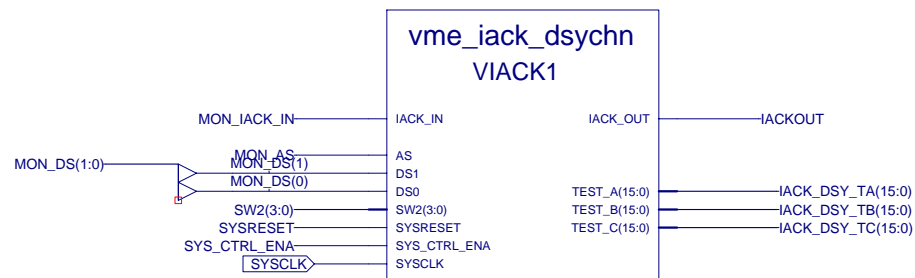 vme_iack_dsychn
VIACK1
MON_IACK_IN IACK_IN IACK_OUT IACKOUT
MON_AS AS
MON_DS(1:0) MON_DS(1) DS1
MON_DS(0) DS0 TEST_A(15:0) IACK_DSY_TA(15:0)
SW2(3:0) SW2(3:0) TEST_B(15:0) IACK_DSY_TB(15:0)
SYSRESET SYSRESET TEST_C(15:0) IACK_DSY_TC(15:0)
SYS_CTRL_ENA SYS_CTRL_ENA
SYSCLK SYSCLK